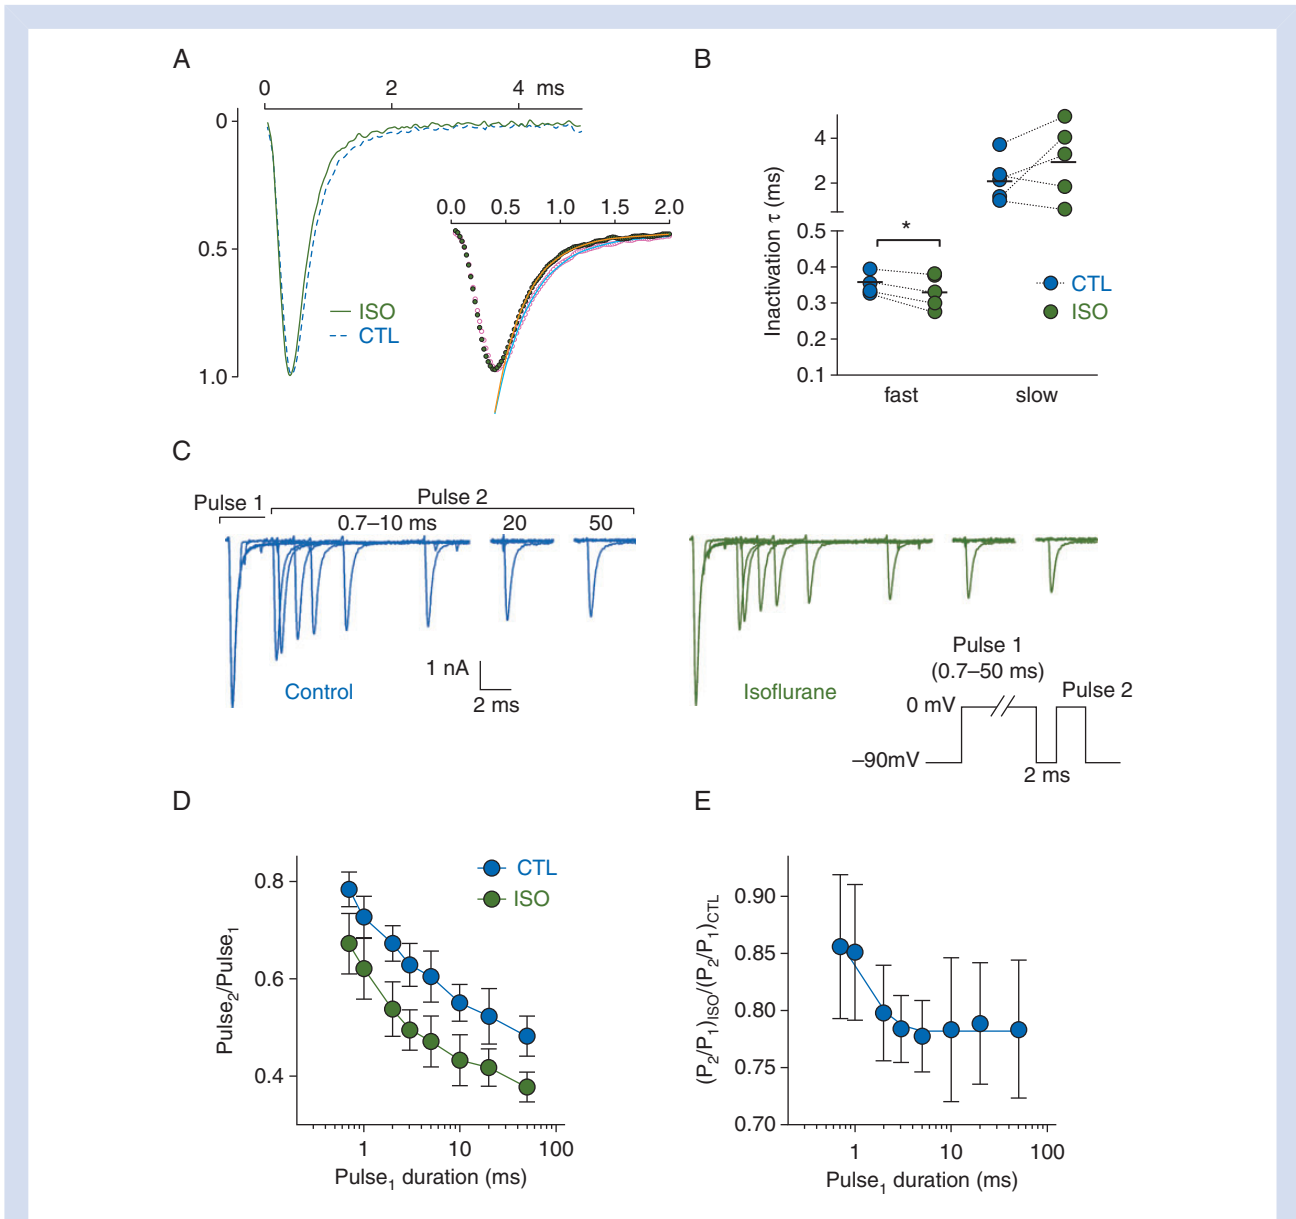 A
0 2 4 ms
0
0.5
1.0
ISO
CTL
0.0 0.5 1.0 1.5 2.0
B
Inactivation τ (ms)
4
2
0.5
0.4
0.3
0.2
0.1
*
CTL
ISO
fast slow
C
Pulse 1
Pulse 2
0.7–10 ms 20 50
1 nA
2 ms
Control
Isoflurane
Pulse 1
(0.7–50 ms)
Pulse 2
0 mV
–90mV
2 ms
D
Pulse2/Pulse1
0.8
0.6
0.4
CTL
ISO
1 10 100
Pulse1 duration (ms)
E
(P2/P1)ISO/(P2/P1)CTL
0.90
0.85
0.80
0.75
0.70
1 10 100
Pulse1 duration (ms)